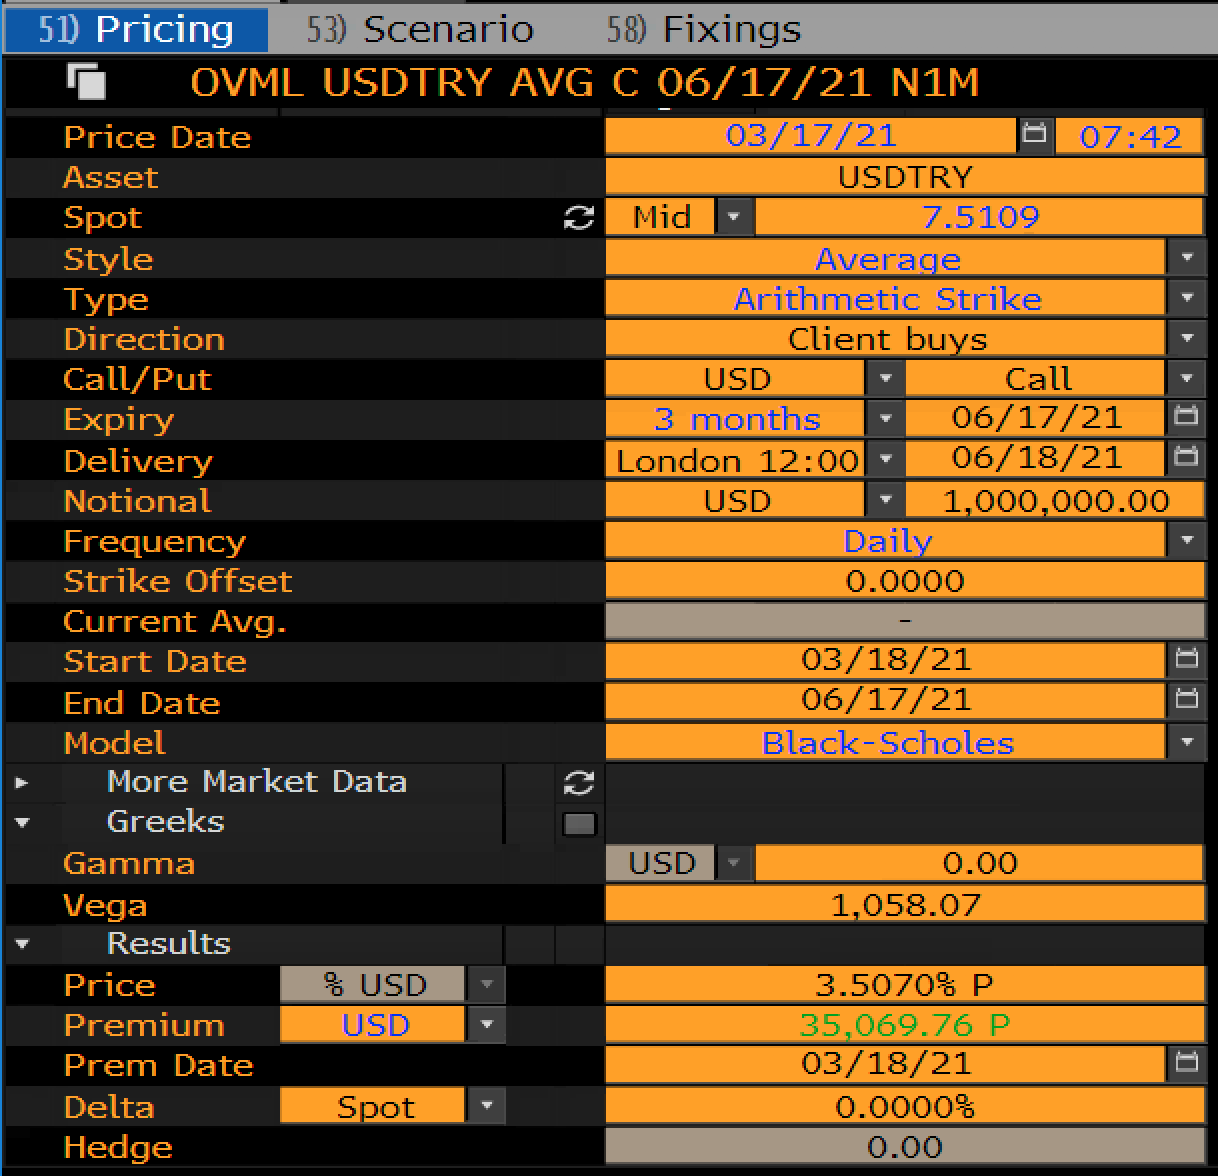 51) Pricing 53) Scenario 58) Fixings
OVML USDTRY AVG C 06/17/21 N1M
Price Date 03/17/21 07:42
Asset USDTRY
Spot Mid 7.5109
Style Average
Type Arithmetic Strike
Direction Client buys
Call/Put USD Call
Expiry 3 months 06/17/21
Delivery London 12:00 06/18/21
Notional USD 1,000,000.00
Frequency Daily
Strike Offset 0.0000
Current Avg. -
Start Date 03/18/21
End Date 06/17/21
Model Black-Scholes
More Market Data
Greeks
Gamma USD 0.00
Vega 1,058.07
Results
Price % USD 3.5070% P
Premium USD 35,069.76 P
Prem Date 03/18/21
Delta Spot 0.0000%
Hedge 0.00